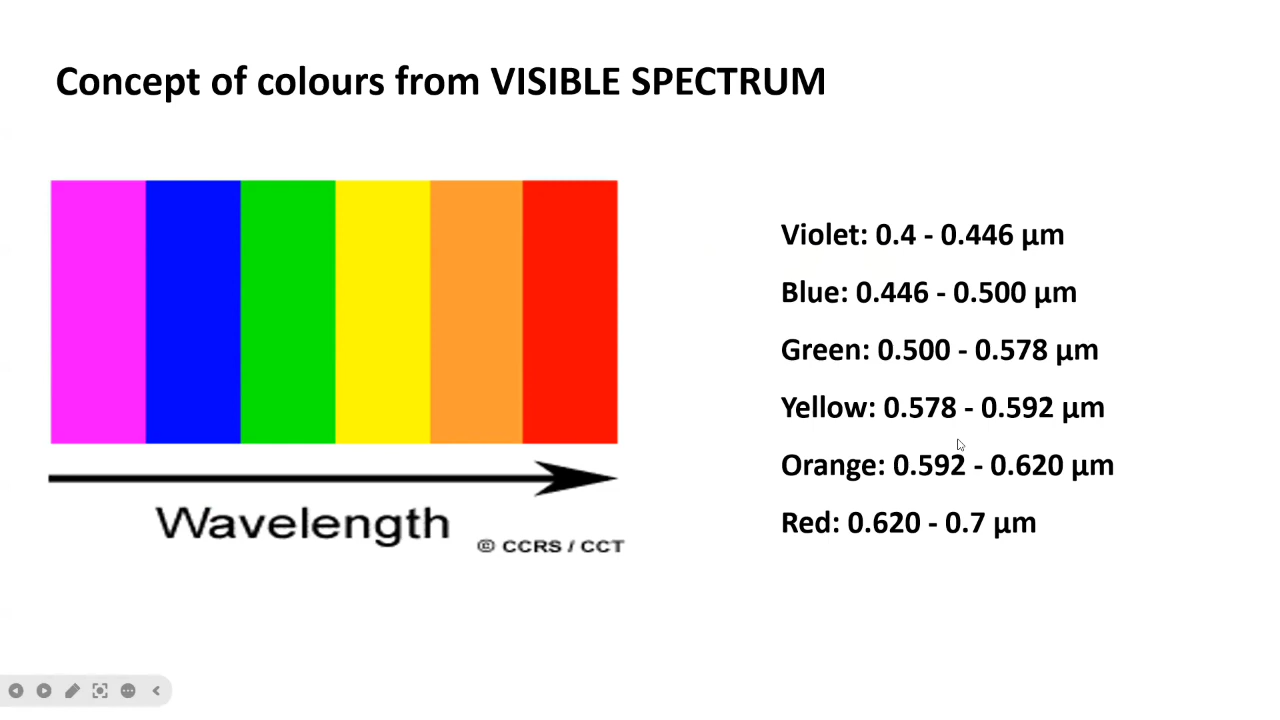 Concept of colours from VISIBLE SPECTRUM
Wavelength
© CCRS / CCT
Violet: 0.4 - 0.446 µm
Blue: 0.446 - 0.500 µm
Green: 0.500 - 0.578 µm
Yellow: 0.578 - 0.592 µm
Orange: 0.592 - 0.620 µm
Red: 0.620 - 0.7 µm